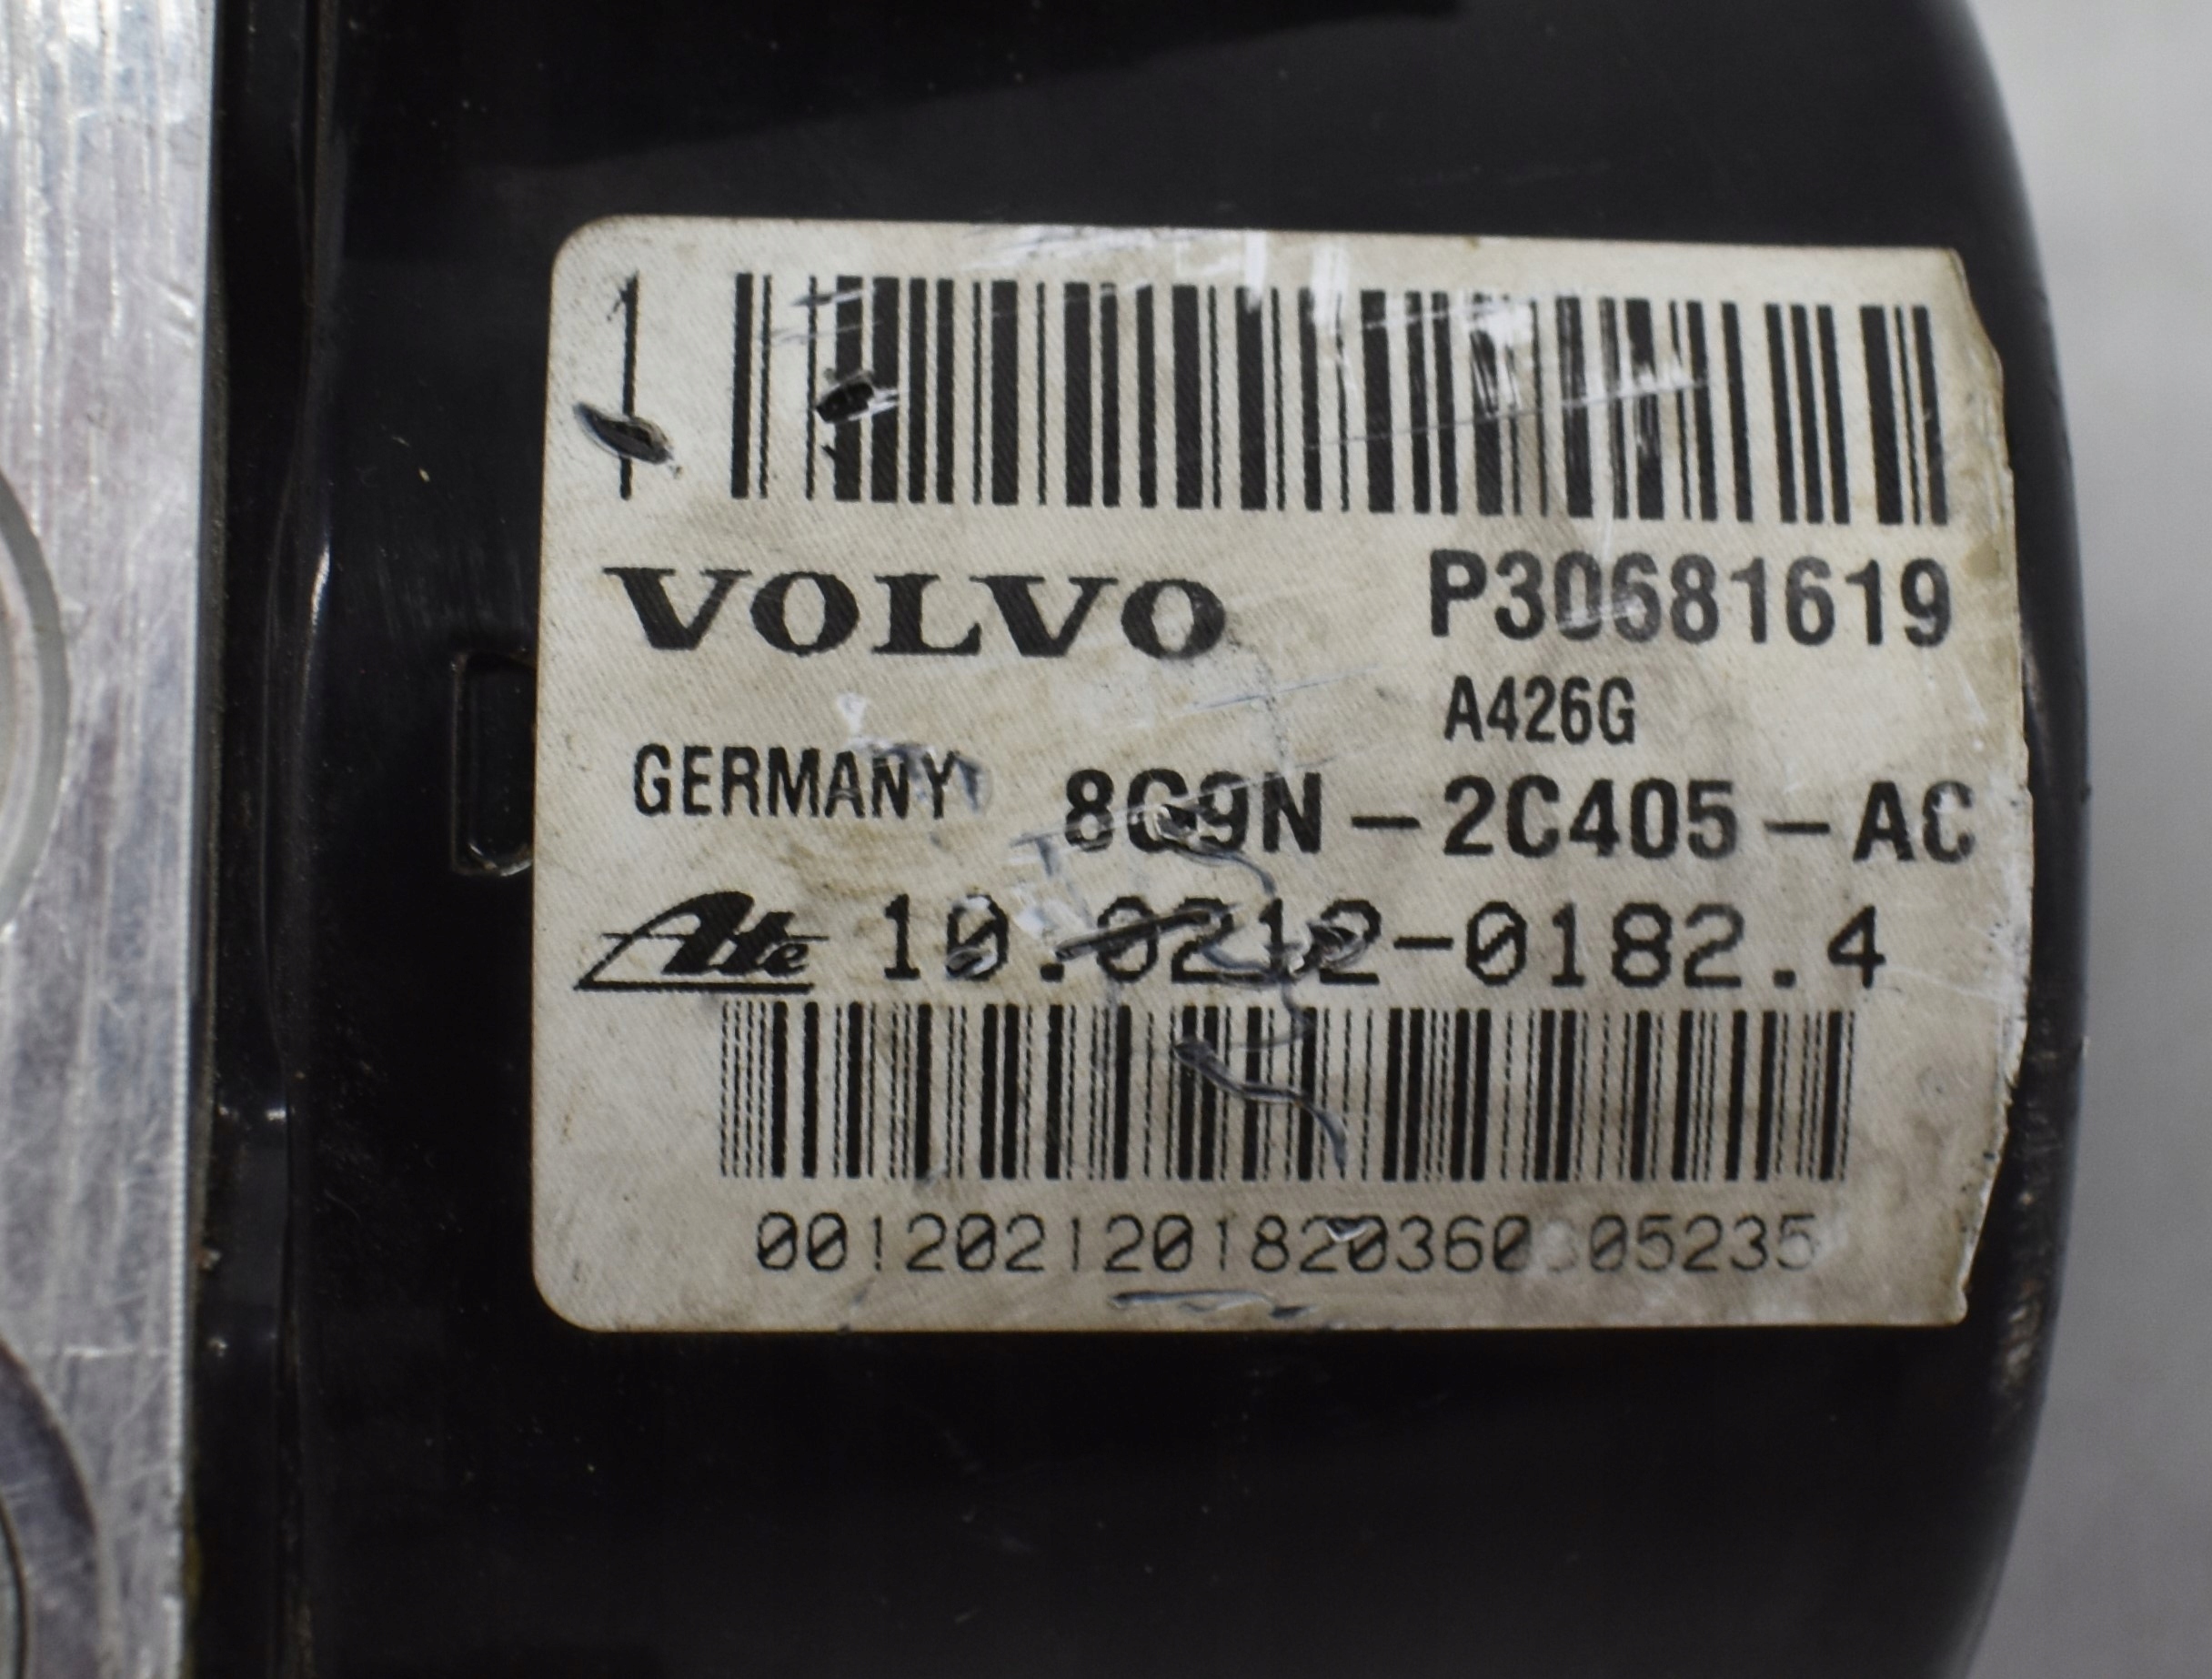 VOLVO P30681619
A426G
GERMANY 8G9N-2C405-AC
Ate 10.0212-0182.4